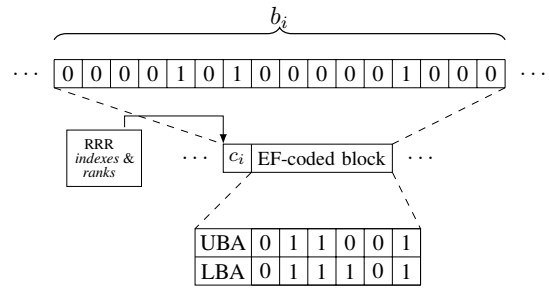 b_i
··· 0 0 0 0 1 0 1 0 0 0 0 0 1 0 0 0 ···
RRR
indexes &
ranks
··· c_i EF-coded block ···
UBA 0 1 1 0 0 1
LBA 0 1 1 1 0 1